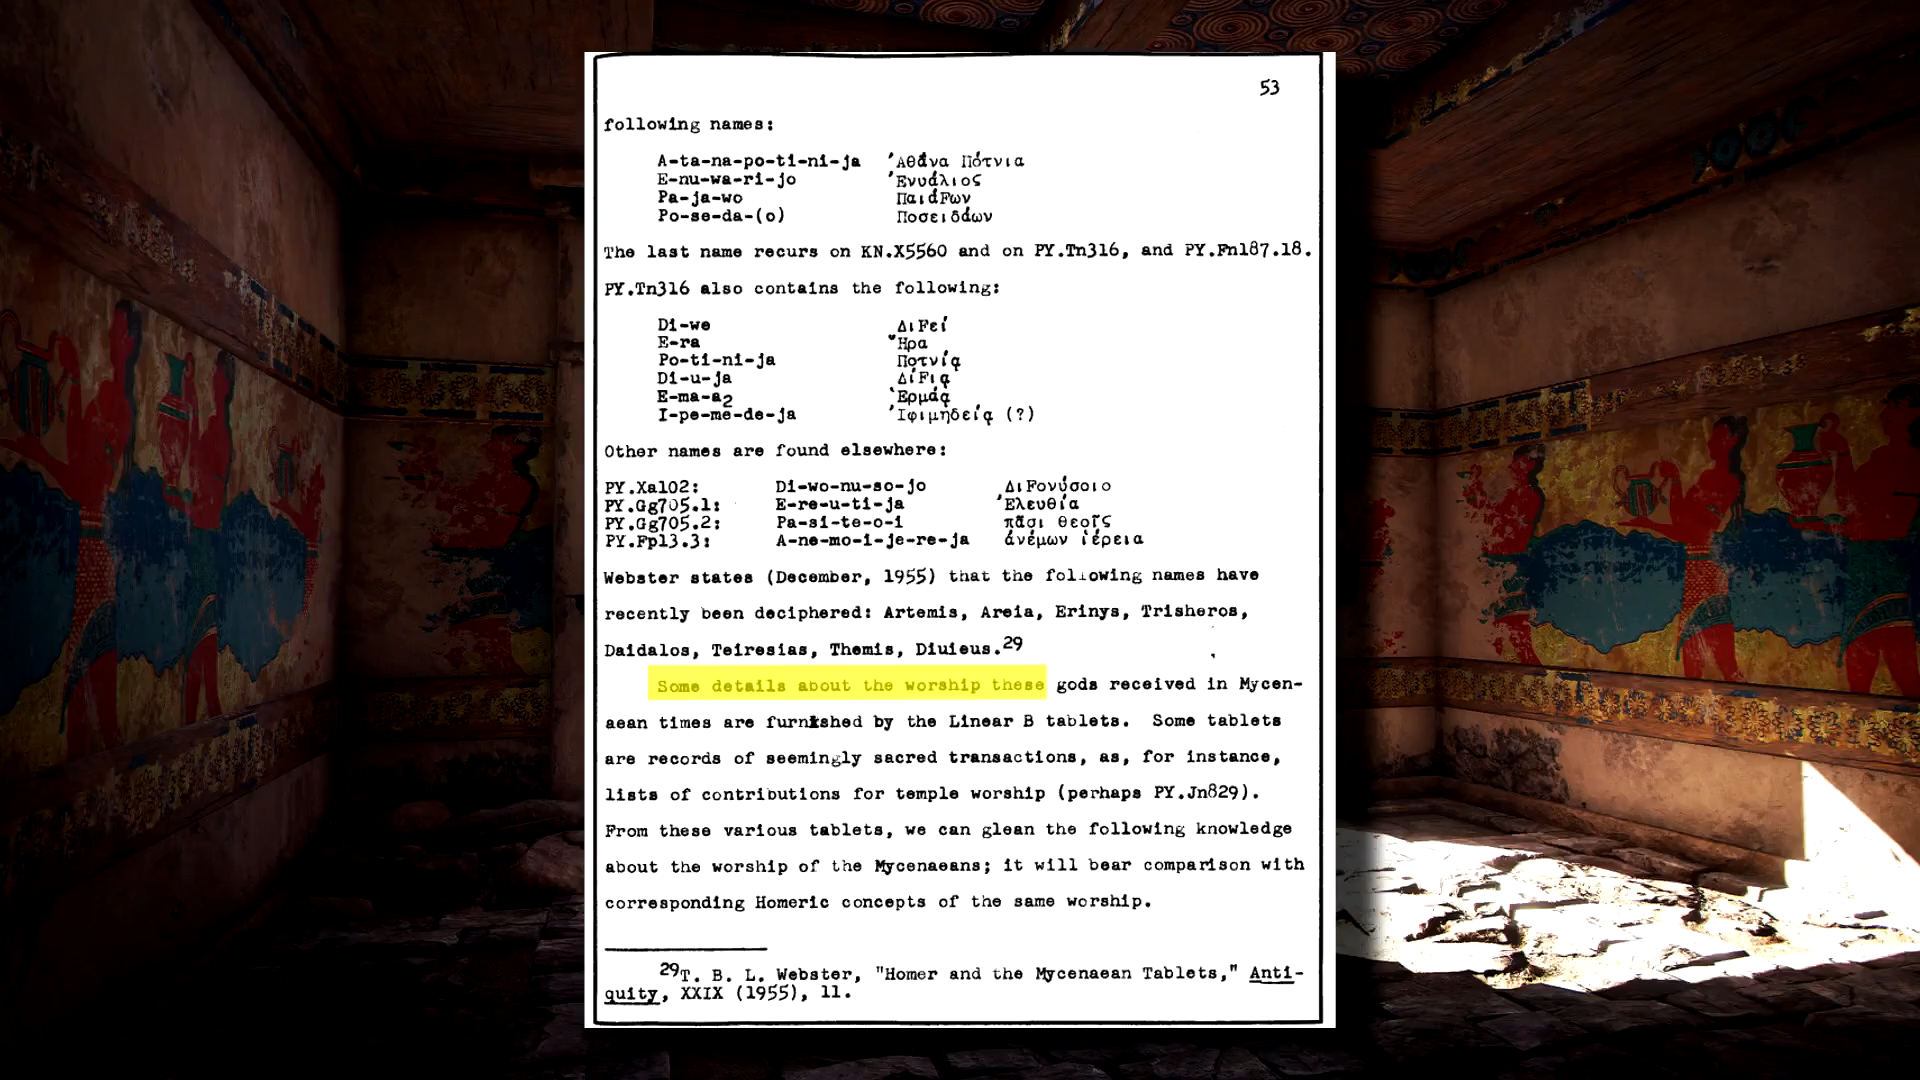 53
following names:
A-ta-na-po-ti-ni-ja ʼΑθάνα Πότνια
E-nu-wa-ri-jo ʼΕνυάλιος
Pa-ja-wo ΠαιάϜων
Po-se-da-(o) Ποσειδάων
The last name recurs on KN.X5560 and on PY.Tn316, and PY.Fn187.18.
PY.Tn316 also contains the following:
Di-we ΔιϜεί
E-ra Ἥρα
Po-ti-ni-ja Ποτνίᾳ
Di-u-ja ΔίϜιᾳ
E-ma-a2 Ἑρμάᾳ
I-pe-me-de-ja ʼΙφιμηδείᾳ (?)
Other names are found elsewhere:
PY.Xa102: Di-wo-nu-so-jo ΔιϜονύσοιο
PY.Gg705.1: E-re-u-ti-ja ʼΕλευθία
PY.Gg705.2: Pa-si-te-o-i πᾶσι θεοῖς
PY.Fp13.3: A-ne-mo-i-je-re-ja ἀνέμων ἱέρεια
Webster states (December, 1955) that the following names have
recently been deciphered: Artemis, Areia, Erinys, Trisheros,
Daidalos, Teiresias, Themis, Diuieus.29
Some details about the worship these gods received in Mycen-
aean times are furnished by the Linear B tablets. Some tablets
are records of seemingly sacred transactions, as, for instance,
lists of contributions for temple worship (perhaps PY.Jn829).
From these various tablets, we can glean the following knowledge
about the worship of the Mycenaeans; it will bear comparison with
corresponding Homeric concepts of the same worship.
29T. B. L. Webster, "Homer and the Mycenaean Tablets," Anti-
quity, XXIX (1955), 11.